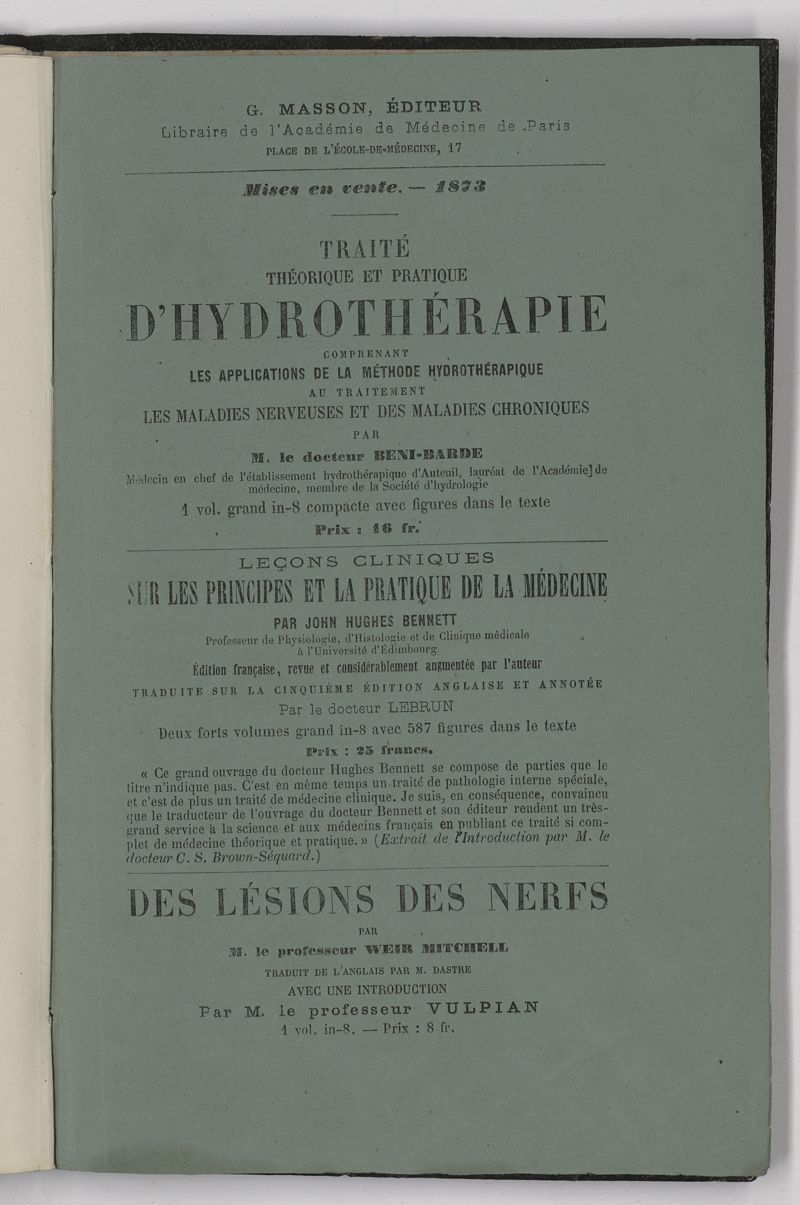 G. MASSON, ÉDITEUR
Libraire de l'Académie de Médecine de Paris
PLACE DE L'ÉCOLE-DE-MÉDECINE, 17
Mises en vente. — 1873
TRAITÉ
THÉORIQUE ET PRATIQUE
D'HYDROTHÉRAPIE
COMPRENANT
LES APPLICATIONS DE LA MÉTHODE HYDROTHÉRAPIQUE
AU TRAITEMENT
LES MALADIES NERVEUSES ET DES MALADIES CHRONIQUES
PAR
M. le docteur BENI-BARDE
Médecin en chef de l'établissement hydrothérapique d'Auteuil, lauréat de l'Académie] de
médecine, membre de la Société d'hydrologie
1 vol. grand in-8 compacte avec figures dans le texte
Prix : 16 fr.
LEÇONS CLINIQUES
SUR LES PRINCIPES ET LA PRATIQUE DE LA MÉDECINE
PAR JOHN HUGHES BENNETT
Professeur de Physiologie, d'Histologie et de Clinique médicale
à l'Université d'Édimbourg
Édition française, revue et considérablement augmentée par l'auteur
TRADUITE SUR LA CINQUIÈME ÉDITION ANGLAISE ET ANNOTÉE
Par le docteur LEBRUN
Deux forts volumes grand in-8 avec 587 figures dans le texte
Prix : 25 francs.
« Ce grand ouvrage du docteur Hughes Bennett se compose de parties que le
titre n'indique pas. C'est en même temps un traité de pathologie interne spéciale,
et c'est de plus un traité de médecine clinique. Je suis, en conséquence, convaincu
que le traducteur de l'ouvrage du docteur Bennett et son éditeur rendent un très-
grand service à la science et aux médecins français en publiant ce traité si com-
plet de médecine théorique et pratique. » (Extrait de l'Introduction par M. le
docteur C. S. Brown-Séquard.)
DES LÉSIONS DES NERFS
PAR
M. le professeur WEIR MITCHELL
TRADUIT DE L'ANGLAIS PAR M. DASTRE
AVEC UNE INTRODUCTION
Par M. le professeur VULPIAN
1 vol. in-8. — Prix : 8 fr.